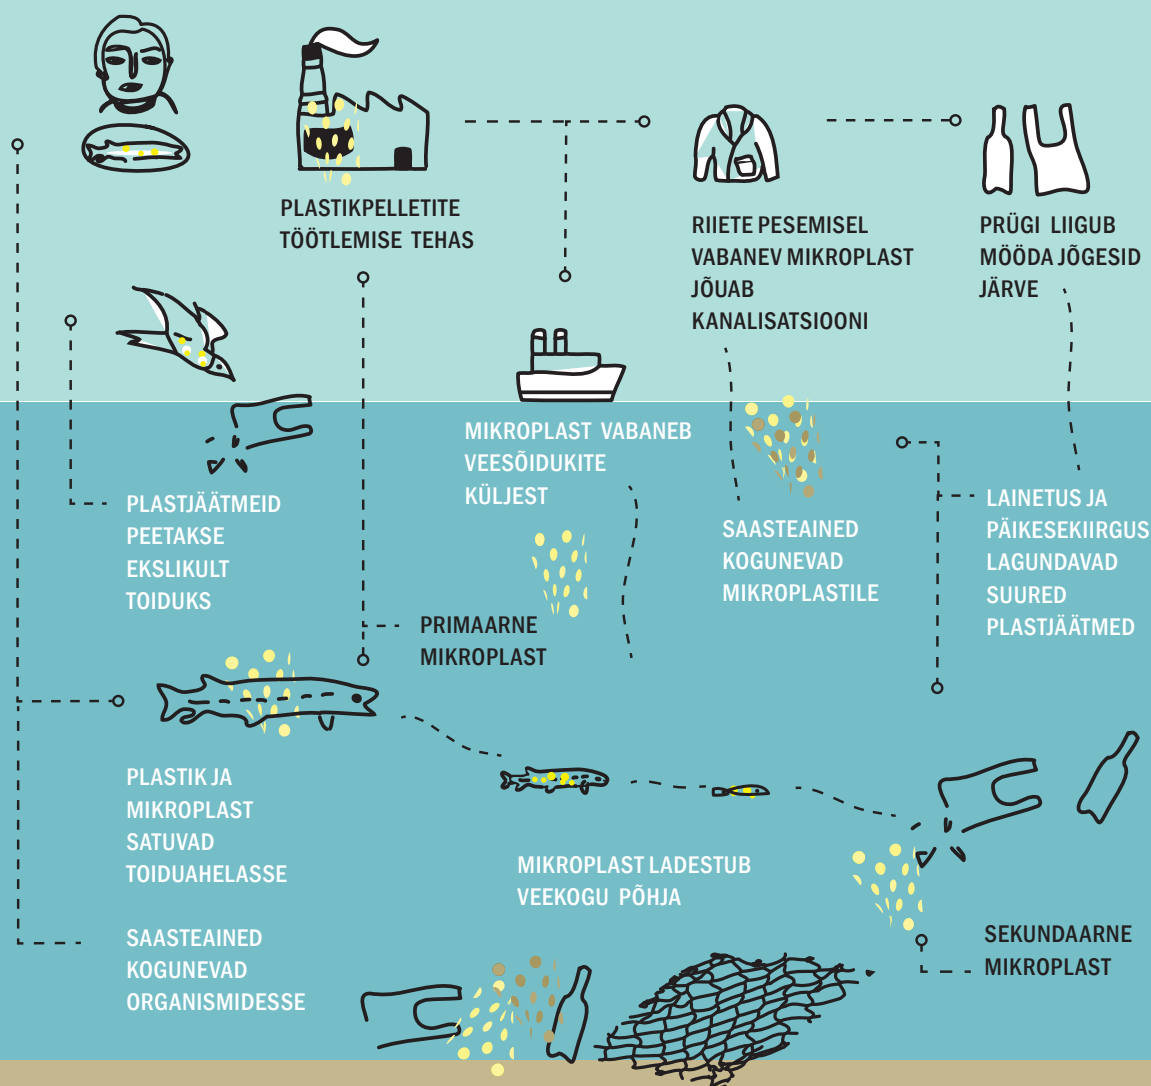 PLASTIKPELLETITE
TÖÖTLEMISE TEHAS
RIIETE PESEMISEL
VABANEV MIKROPLAST
JÕUAB
KANALISATSIOONI
PRÜGI LIIGUB
MÖÖDA JÕGESID
JÄRVE
MIKROPLAST VABANEB
VEESÕIDUKITE
KÜLJEST
PLASTJÄÄTMEID
PEETAKSE
EKSLIKULT
TOIDUKS
SAASTEAINED
KOGUNEVAD
MIKROPLASTILE
LAINETUS JA
PÄIKESEKIIRGUS
LAGUNDAVAD
SUURED
PLASTJÄÄTMED
PRIMAARNE
MIKROPLAST
PLASTIK JA
MIKROPLAST
SATUVAD
TOIDUAHELASSE
MIKROPLAST LADESTUB
VEEKOGU PÕHJA
SAASTEAINED
KOGUNEVAD
ORGANISMIDESSE
SEKUNDAARNE
MIKROPLAST